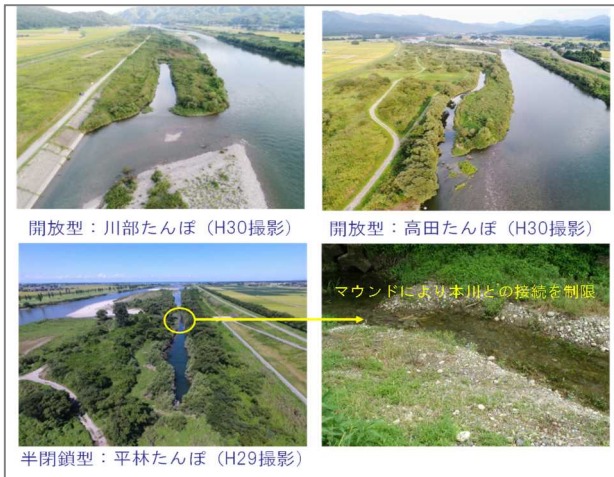 開放型：川部たんぽ（H30撮影）
開放型：高田たんぽ（H30撮影）
マウンドにより本川との接続を制限
半閉鎖型：平林たんぽ（H29撮影）